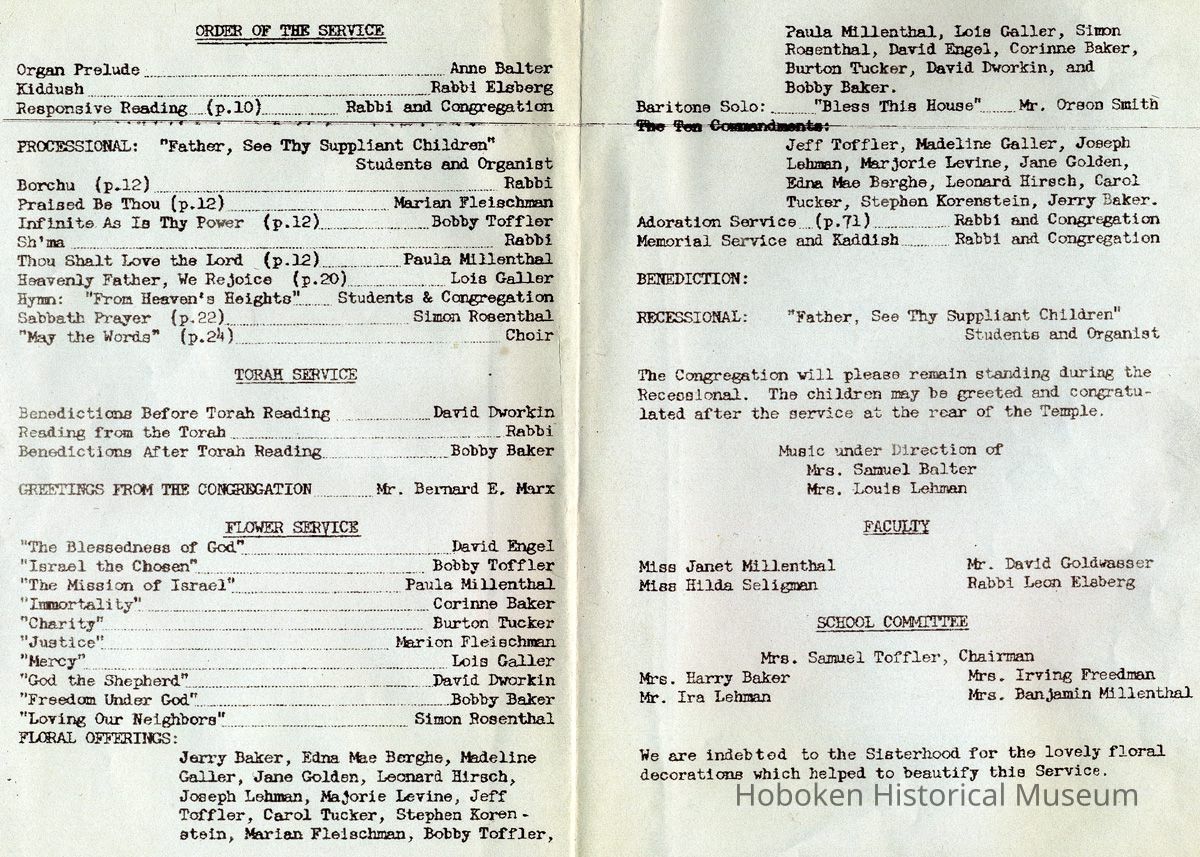 ORDER OF THE SERVICE
Organ Prelude Anne Balter
Kiddush Rabbi Elsberg
Responsive Reading (p.10) Rabbi and Congregation
PROCESSIONAL: "Father, See Thy Suppliant Children"
Students and Organist
Borchu (p.12) Rabbi
Praised Be Thou (p.12) Marian Fleischman
Infinite As Is Thy Power (p.12) Bobby Toffler
Sh'ma Rabbi
Thou Shalt Love the Lord (p.12) Paula Millenthal
Heavenly Father, We Rejoice (p.20) Lois Galler
Hymn: "From Heaven's Heights" Students & Congregation
Sabbath Prayer (p.22) Simon Rosenthal
"May the Words" (p.24) Choir
TORAH SERVICE
Benedictions Before Torah Reading David Dworkin
Reading from the Torah Rabbi
Benedictions After Torah Reading Bobby Baker
GREETINGS FROM THE CONGREGATION Mr. Bernard E. Marx
FLOWER SERVICE
"The Blessedness of God" David Engel
"Israel the Chosen" Bobby Toffler
"The Mission of Israel" Paula Millenthal
"Immortality" Corinne Baker
"Charity" Burton Tucker
"Justice" Marion Fleischman
"Mercy" Lois Galler
"God the Shepherd" David Dworkin
"Freedom Under God" Bobby Baker
"Loving Our Neighbors" Simon Rosenthal
FLORAL OFFERINGS:
Jerry Baker, Edna Mae Berghe, Madeline
Galler, Jane Golden, Leonard Hirsch,
Joseph Lehman, Majorie Levine, Jeff
Toffler, Carol Tucker, Stephen Koren-
stein, Marian Fleischman, Bobby Toffler,
Paula Millenthal, Lois Galler, Simon
Rosenthal, David Engel, Corinne Baker,
Burton Tucker, David Dworkin, and
Bobby Baker.
Baritone Solo: "Bless This House" Mr. Orson Smith
The Ten Commandments:
Jeff Toffler, Madeline Galler, Joseph
Lehman, Marjorie Levine, Jane Golden,
Edna Mae Berghe, Leonard Hirsch, Carol
Tucker, Stephen Korenstein, Jerry Baker.
Adoration Service (p.71) Rabbi and Congregation
Memorial Service and Kaddish Rabbi and Congregation
BENEDICTION:
RECESSIONAL: "Father, See Thy Suppliant Children"
Students and Organist
The Congregation will please remain standing during the
Recessional. The children may be greeted and congratu-
lated after the service at the rear of the Temple.
Music under Direction of
Mrs. Samuel Balter
Mrs. Louis Lehman
FACULTY
Miss Janet Millenthal Mr. David Goldwasser
Miss Hilda Seligman Rabbi Leon Elsberg
SCHOOL COMMITTEE
Mrs. Samuel Toffler, Chairman
Mrs. Harry Baker Mrs. Irving Freedman
Mr. Ira Lehman Mrs. Banjamin Millenthal
We are indebted to the Sisterhood for the lovely floral
decorations which helped to beautify this Service.
Hoboken Historical Museum